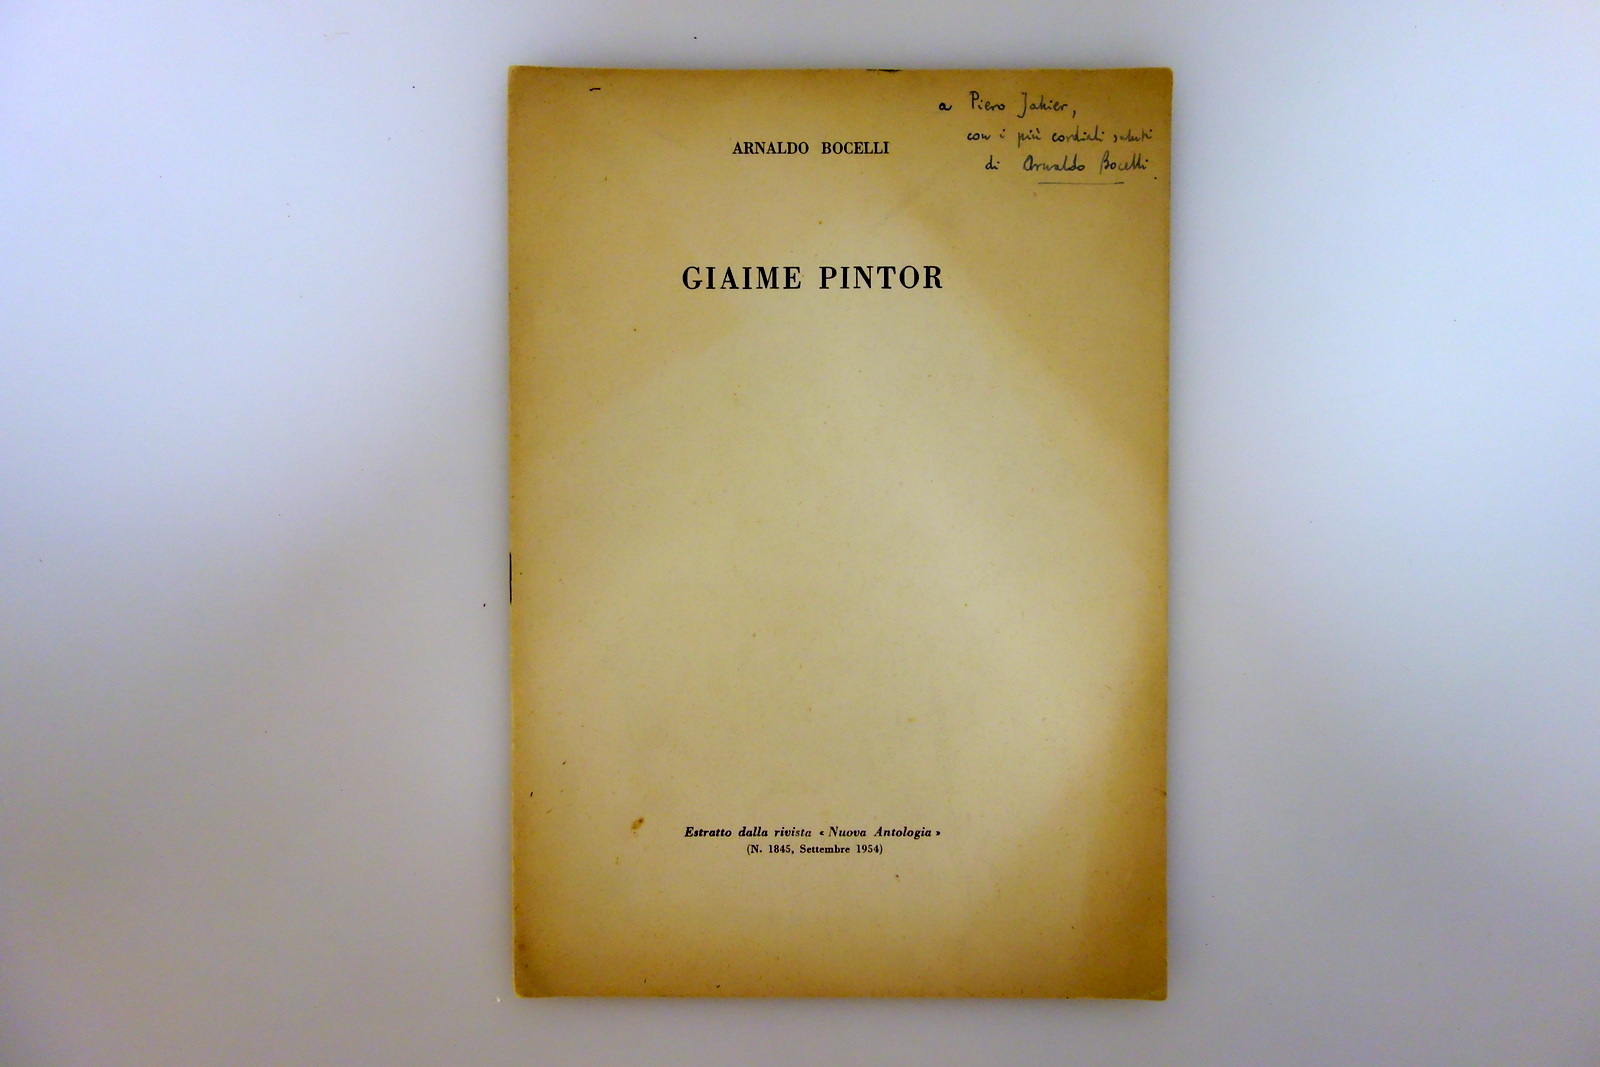 a Piero Jahier,
con i più cordiali saluti
di Arnaldo Bocelli
ARNALDO BOCELLI
GIAIME PINTOR
Estratto dalla rivista « Nuova Antologia »
(N. 1845, Settembre 1954)